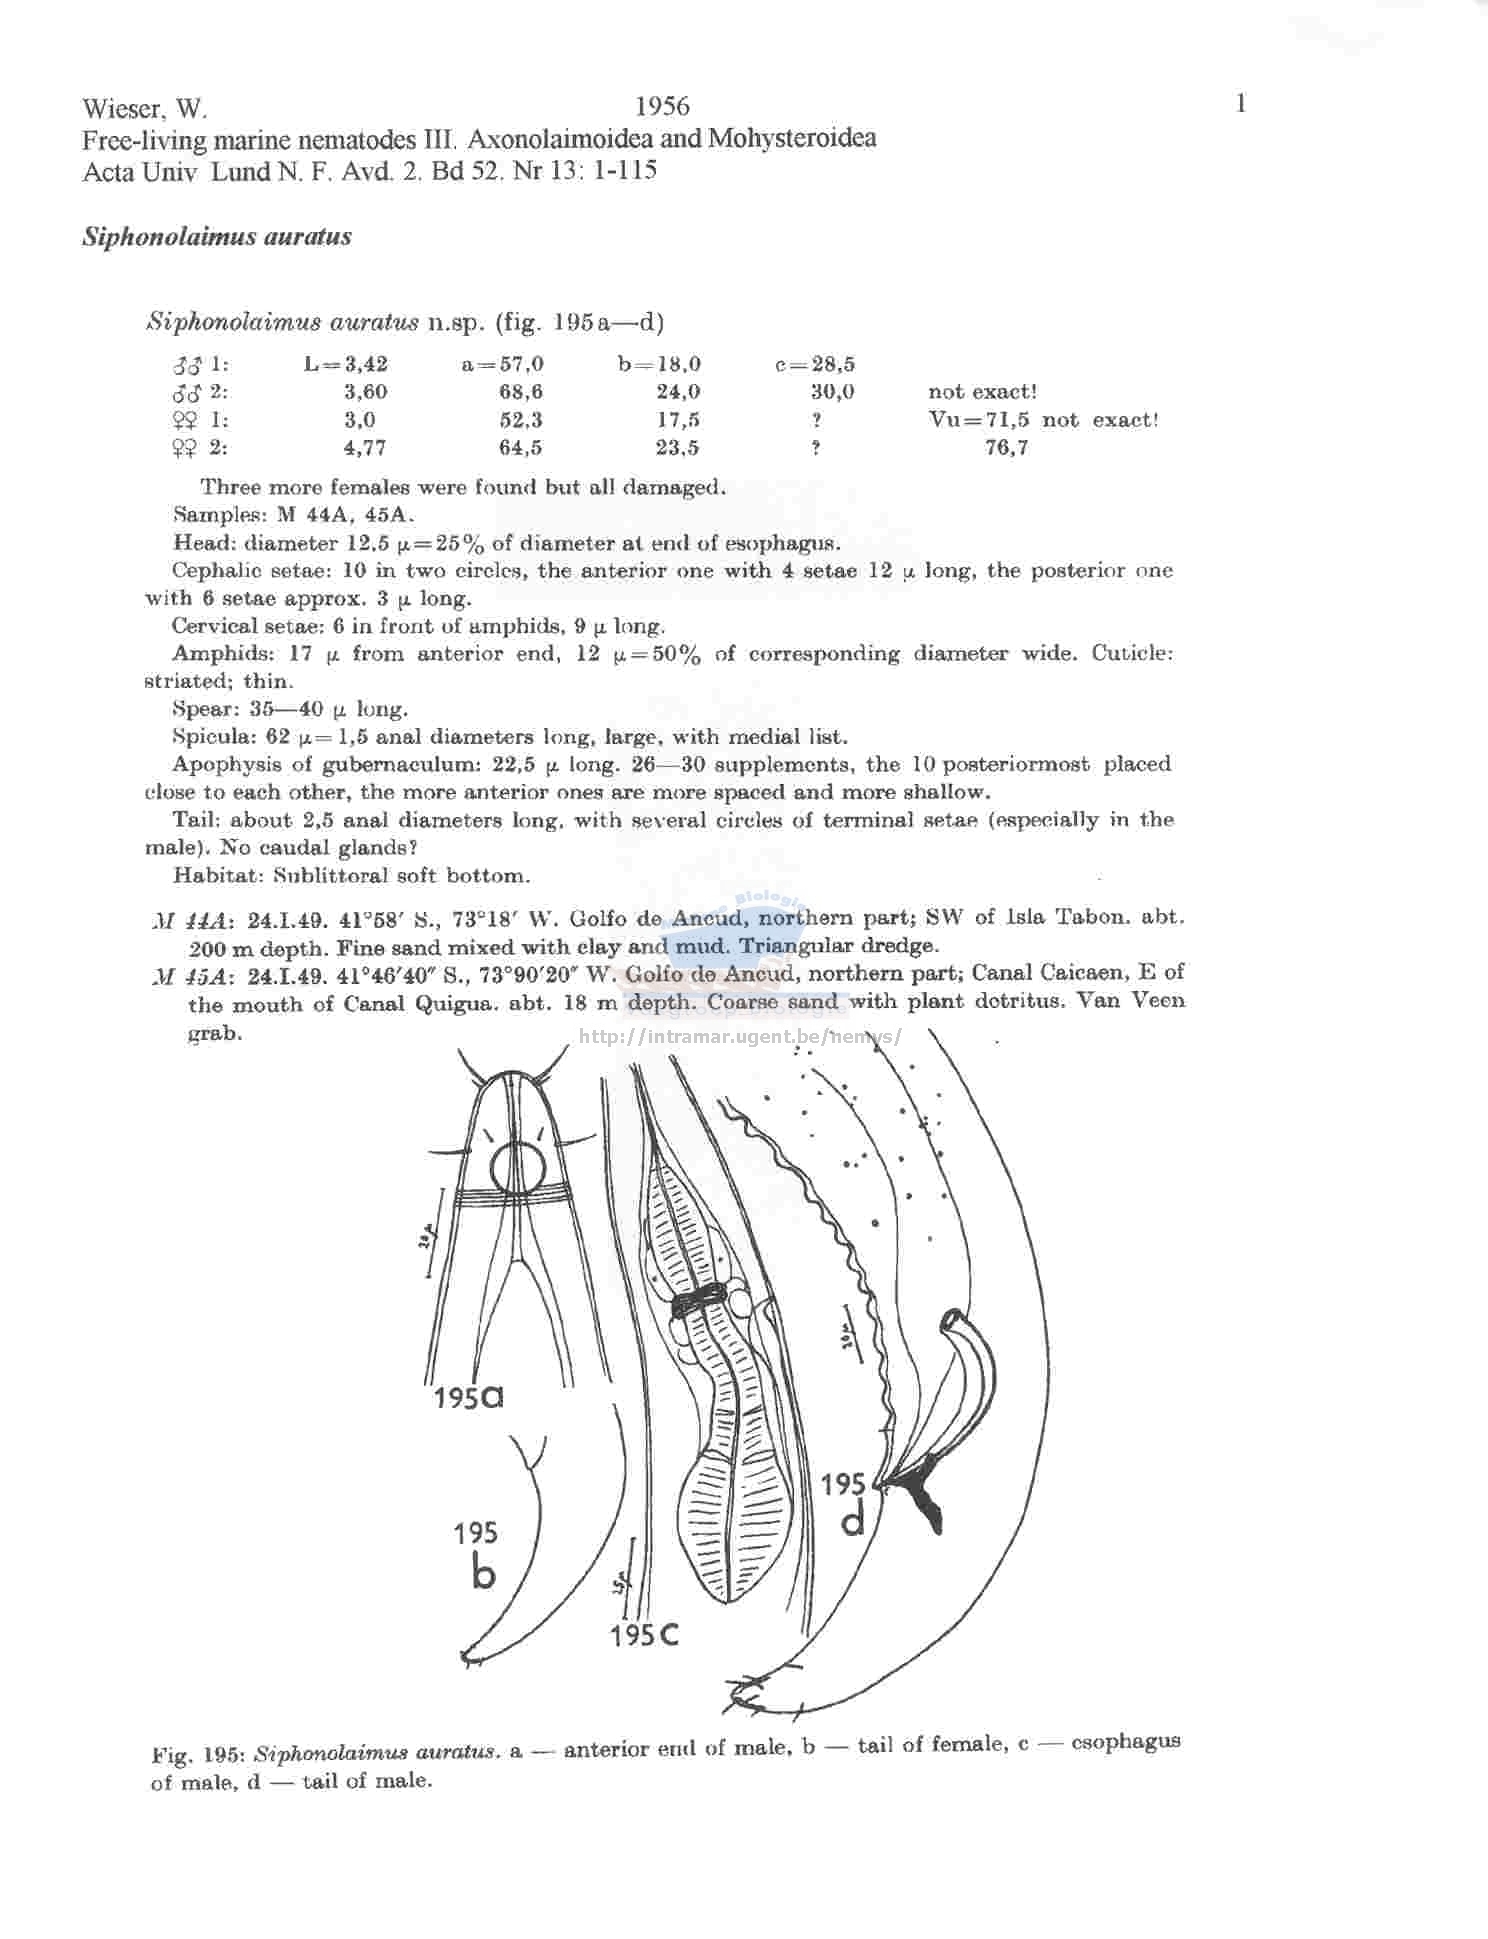 Wieser, W. 1956 1
Free-living marine nematodes III. Axonolaimoidea and Mohysteroidea
Acta Univ Lund N. F. Avd. 2. Bd 52. Nr 13: 1-115
Siphonolaimus auratus
Siphonolaimus auratus n.sp. (fig. 195 a—d)
♂♂ 1: L=3,42 a=57,0 b=18,0 c=28,5
♂♂ 2: 3,60 68,6 24,0 30,0 not exact!
♀♀ 1: 3,0 52,3 17,5 ? Vu=71,5 not exact!
♀♀ 2: 4,77 64,5 23,5 ? 76,7
Three more females were found but all damaged.
Samples: M 44A, 45A.
Head: diameter 12,5 μ=25% of diameter at end of esophagus.
Cephalic setae: 10 in two circles, the anterior one with 4 setae 12 μ long, the posterior one
with 6 setae approx. 3 μ long.
Cervical setae: 6 in front of amphids, 9 μ long.
Amphids: 17 μ from anterior end, 12 μ=50% of corresponding diameter wide. Cuticle:
striated; thin.
Spear: 35—40 μ long.
Spicula: 62 μ=1,5 anal diameters long, large, with medial list.
Apophysis of gubernaculum: 22,5 μ long. 26—30 supplements, the 10 posteriormost placed
close to each other, the more anterior ones are more spaced and more shallow.
Tail: about 2,5 anal diameters long, with several circles of terminal setae (especially in the
male). No caudal glands?
Habitat: Sublittoral soft bottom.
M 44A: 24.I.49. 41°58′ S., 73°18′ W. Golfo de Ancud, northern part; SW of Isla Tabon. abt.
200 m depth. Fine sand mixed with clay and mud. Triangular dredge.
M 45A: 24.I.49. 41°46′40″ S., 73°90′20″ W. Golfo de Ancud, northern part; Canal Caicaen, E of
the mouth of Canal Quigua. abt. 18 m depth. Coarse sand with plant detritus. Van Veen
grab.
http://intramar.ugent.be/nemys/
20 μ
195a
20 μ
195
d
195
b
25 μ
195c
Fig. 195: Siphonolaimus auratus. a — anterior end of male, b — tail of female, c — esophagus
of male, d — tail of male.